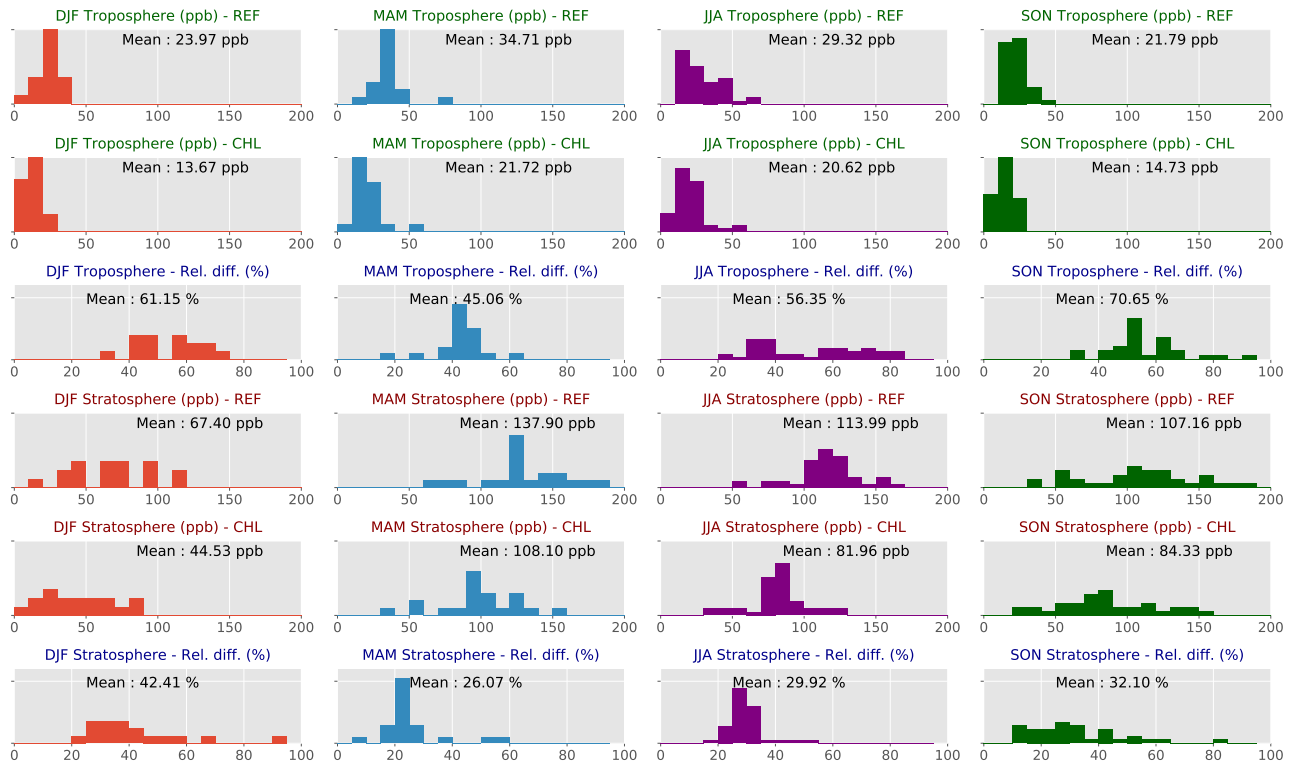 DJF Troposphere (ppb) - REF
MAM Troposphere (ppb) - REF
JJA Troposphere (ppb) - REF
SON Troposphere (ppb) - REF
Mean : 23.97 ppb
Mean : 34.71 ppb
Mean : 29.32 ppb
Mean : 21.79 ppb
0 50 100 150 200
0 50 100 150 200
0 50 100 150 200
0 50 100 150 200
DJF Troposphere (ppb) - CHL
MAM Troposphere (ppb) - CHL
JJA Troposphere (ppb) - CHL
SON Troposphere (ppb) - CHL
Mean : 13.67 ppb
Mean : 21.72 ppb
Mean : 20.62 ppb
Mean : 14.73 ppb
0 50 100 150 200
0 50 100 150 200
0 50 100 150 200
0 50 100 150 200
DJF Troposphere - Rel. diff. (%)
MAM Troposphere - Rel. diff. (%)
JJA Troposphere - Rel. diff. (%)
SON Troposphere - Rel. diff. (%)
Mean : 61.15 %
Mean : 45.06 %
Mean : 56.35 %
Mean : 70.65 %
0 20 40 60 80 100
0 20 40 60 80 100
0 20 40 60 80 100
0 20 40 60 80 100
DJF Stratosphere (ppb) - REF
MAM Stratosphere (ppb) - REF
JJA Stratosphere (ppb) - REF
SON Stratosphere (ppb) - REF
Mean : 67.40 ppb
Mean : 137.90 ppb
Mean : 113.99 ppb
Mean : 107.16 ppb
0 50 100 150 200
0 50 100 150 200
0 50 100 150 200
0 50 100 150 200
DJF Stratosphere (ppb) - CHL
MAM Stratosphere (ppb) - CHL
JJA Stratosphere (ppb) - CHL
SON Stratosphere (ppb) - CHL
Mean : 44.53 ppb
Mean : 108.10 ppb
Mean : 81.96 ppb
Mean : 84.33 ppb
0 50 100 150 200
0 50 100 150 200
0 50 100 150 200
0 50 100 150 200
DJF Stratosphere - Rel. diff. (%)
MAM Stratosphere - Rel. diff. (%)
JJA Stratosphere - Rel. diff. (%)
SON Stratosphere - Rel. diff. (%)
Mean : 42.41 %
Mean : 26.07 %
Mean : 29.92 %
Mean : 32.10 %
0 20 40 60 80 100
0 20 40 60 80 100
0 20 40 60 80 100
0 20 40 60 80 100